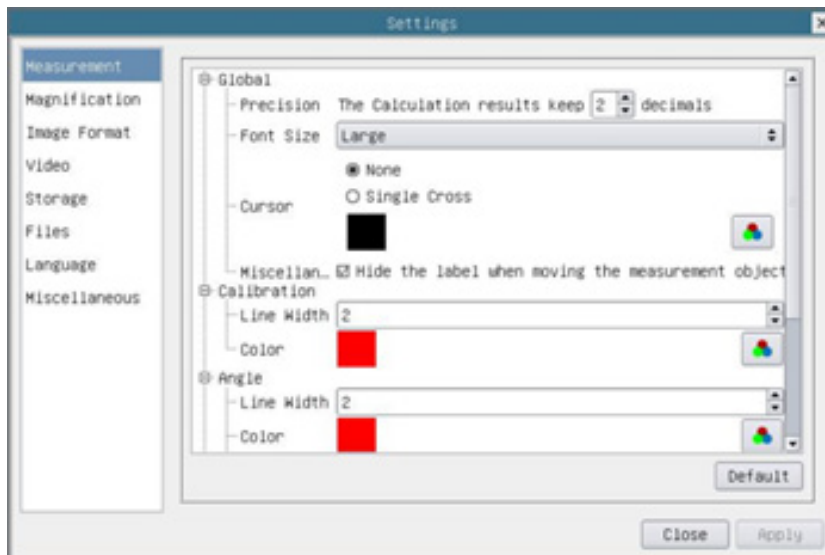 Settings
Measurement
Magnification
Image Format
Video
Storage
Files
Language
Miscellaneous
Global
Precision The Calculation results keep 2 decimals
Font Size Large
None
Single Cross
Cursor
Miscellan… Hide the label when moving the measurement object
Calibration
Line Width 2
Color
Angle
Line Width 2
Color
Default
Close Apply